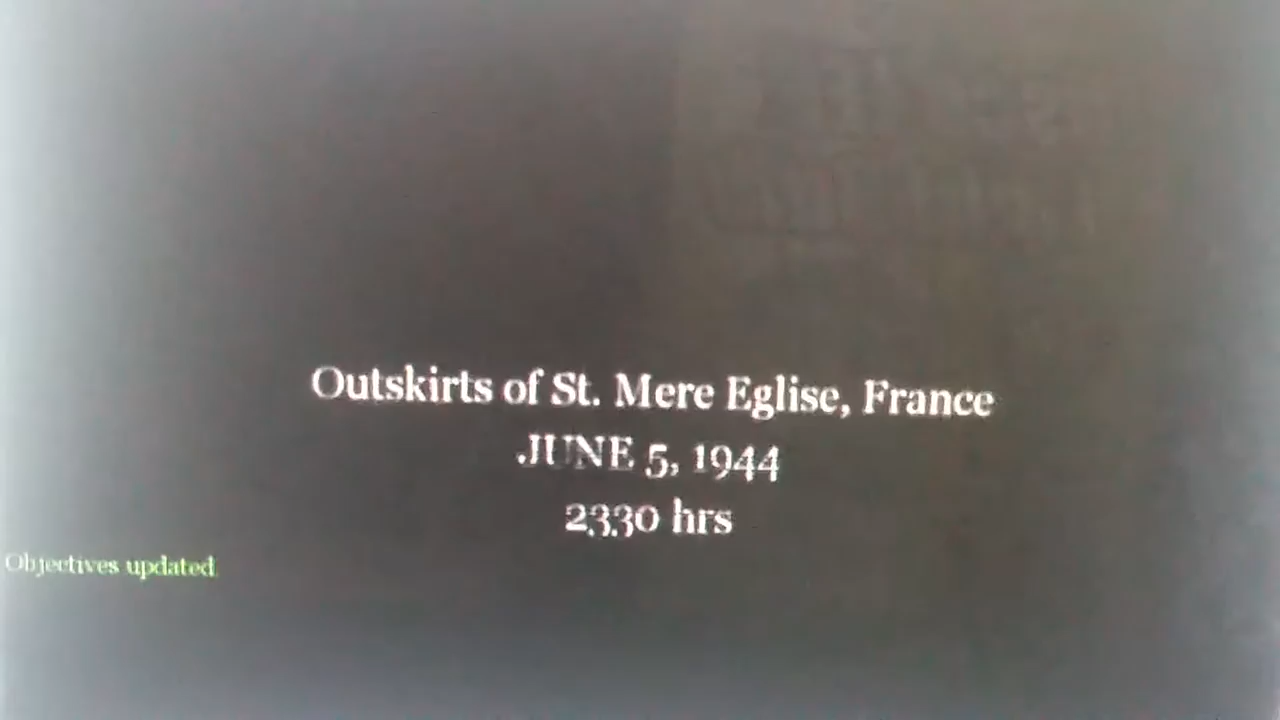 Outskirts of St. Mere Eglise, France
JUNE 5, 1944
2330 hrs
Objectives updated.